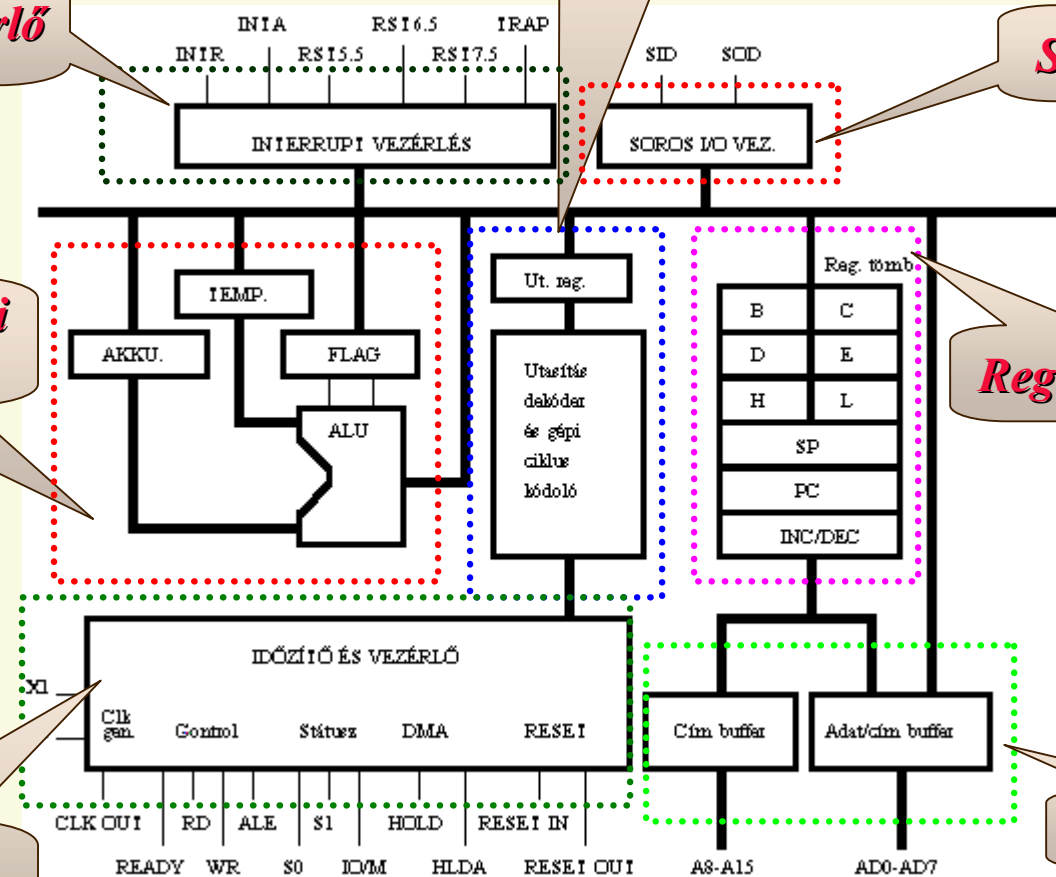 rlő
INTA
RST6.5
TRAP
INTR
RST5.5
RST7.5
SID
SOD
S
INTERRUPT VEZÉRLÉS
SOROS I/O VEZ.
i
TEMP.
AKKU.
FLAG
ALU
Ut. reg.
Utasítás
dekóder
és gépi
ciklus
kódoló
Reg. tömb
B
C
D
E
H
L
SP
PC
INC/DEC
Reg
IDŐZÍTŐ ÉS VEZÉRLŐ
X1
Clk
gen.
Control
Státusz
DMA
RESET
Cím buffer
Adat/cím buffer
CLK OUT
RD
ALE
S1
HOLD
RESET IN
READY
WR
S0
IO/M
HLDA
RESET OUT
A8-A15
AD0-AD7